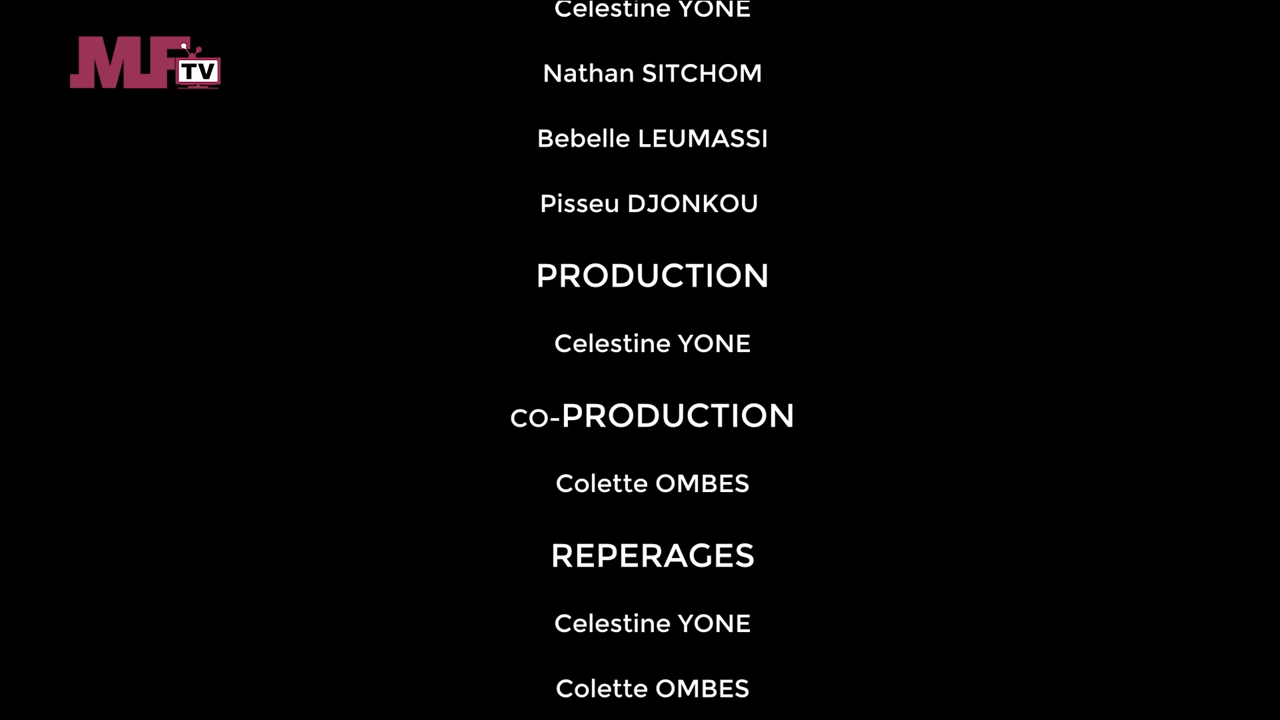 Celestine YONE
MF TV
Nathan SITCHOM
Bebelle LEUMASSI
Pisseu DJONKOU
PRODUCTION
Celestine YONE
co-PRODUCTION
Colette OMBES
REPERAGES
Celestine YONE
Colette OMBES